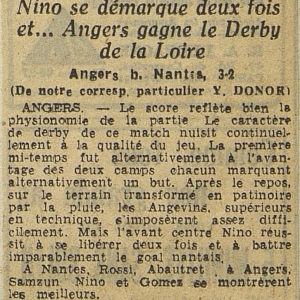 Nino se démarque deux fois
et... Angers gagne le Derby
de la Loire
Angers b. Nantes, 3-2
(De notre corresp. particulier Y. DONOR)
ANGERS. — Le score reflète bien la
physionomie de la partie Le caractère
de derby de ce match nuisit continuel-
lement à la qualité du jeu. La première
mi-temps fut alternativement à l'avan-
tage des deux camps chacun marquant
alternativement un but. Après le repos,
sur le terrain transformé en patinoire
par la pluie, les Angevins, supérieurs
en technique, s'imposèrent assez diffi-
cilement. Mais l'avant centre Nino réus-
sit à se libérer deux fois et à battre
imparablement le goal nantais.
A Nantes, Rossi, Abautret, à Angers,
Samzun Nino et Gomez se montrèrent
les meilleurs.